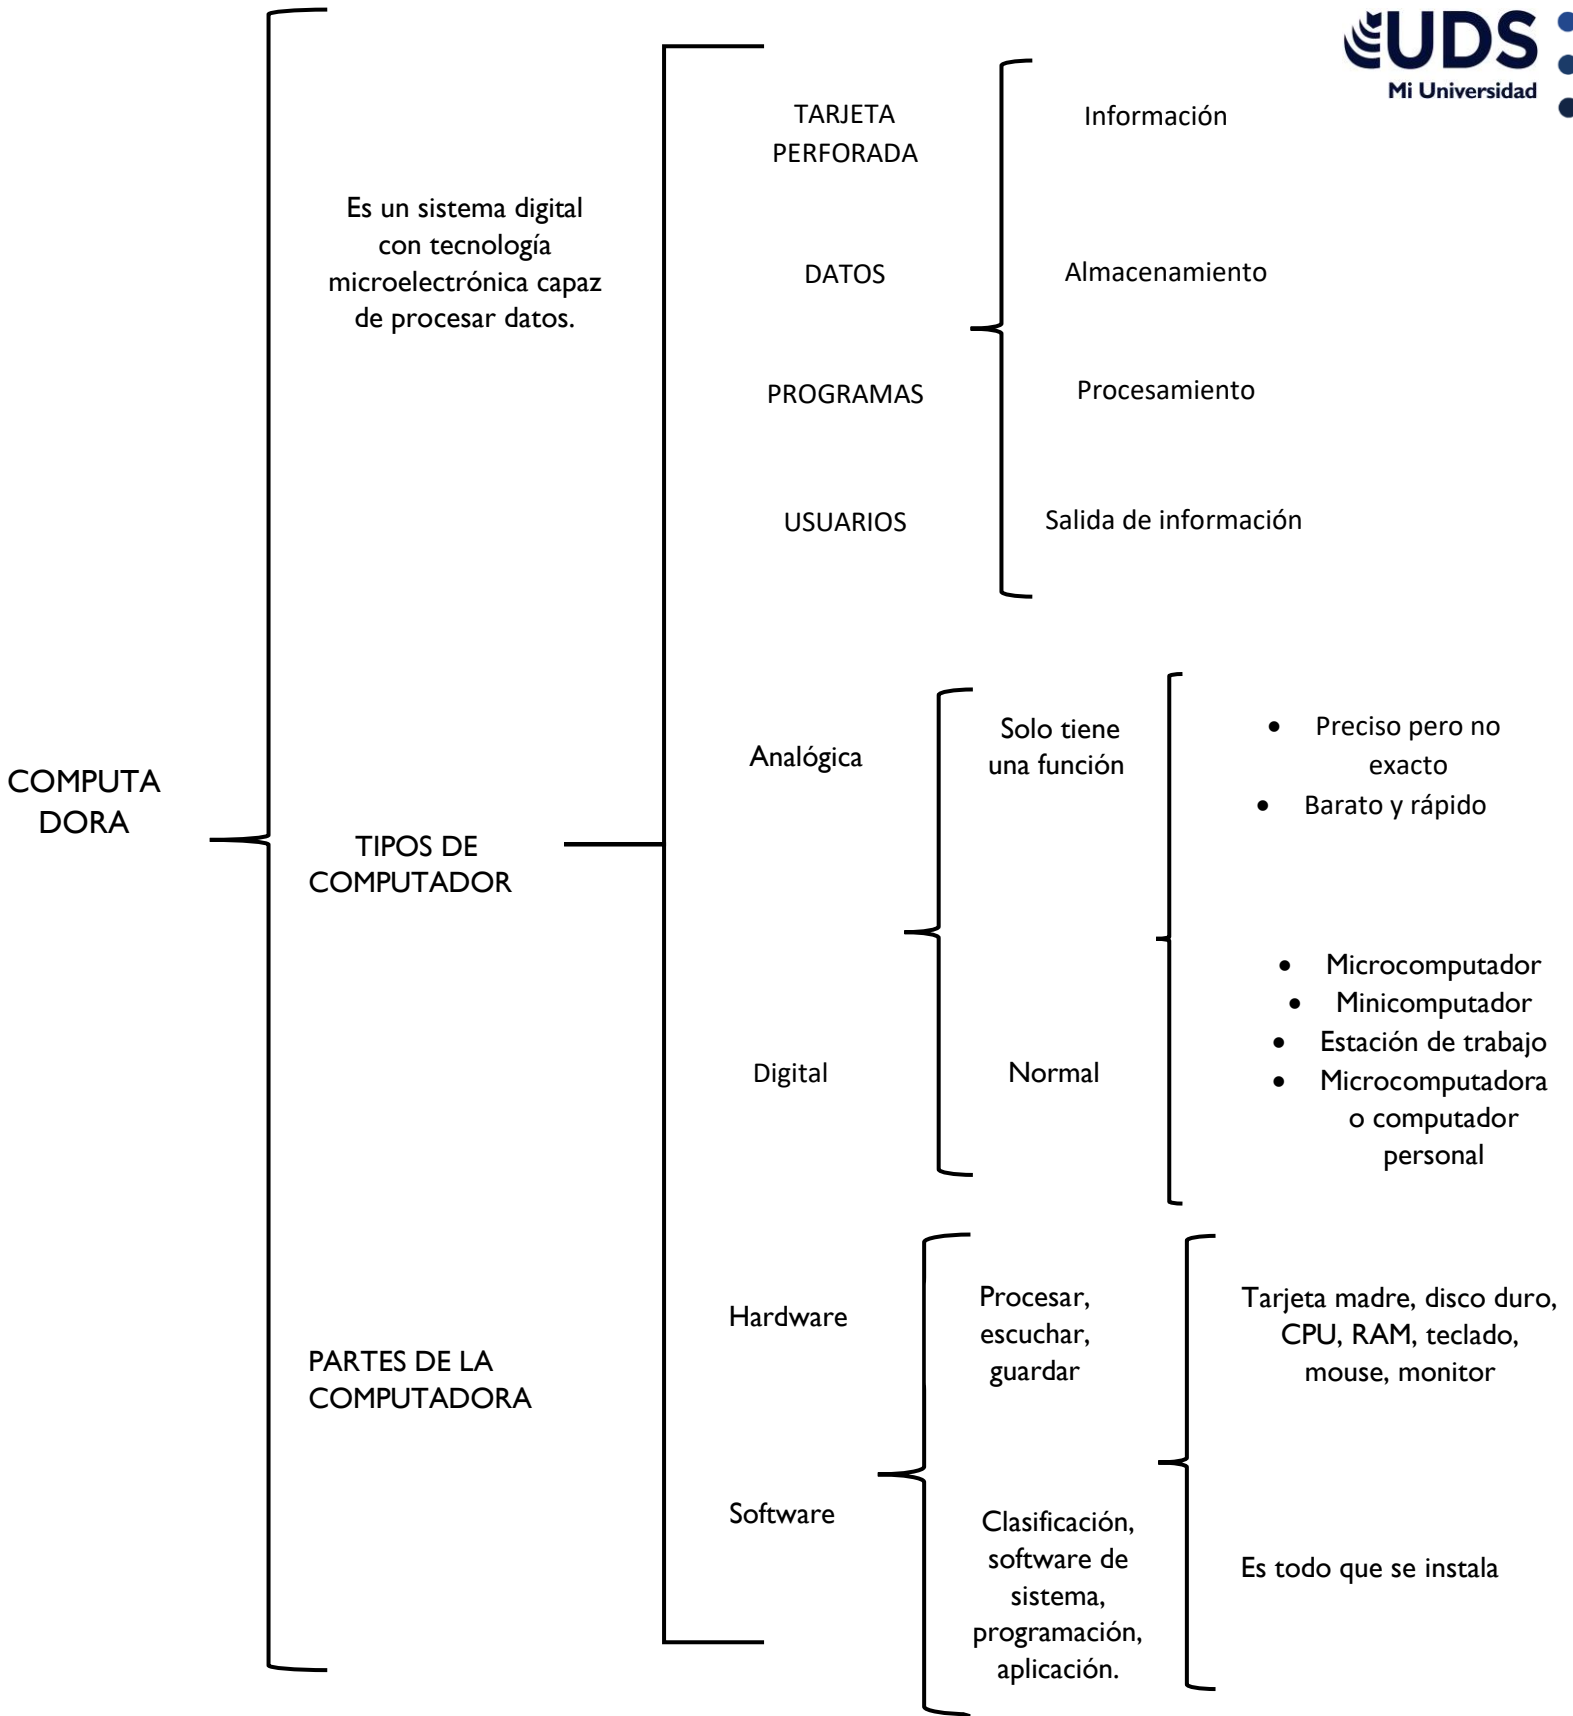 UDS
Mi Universidad
TARJETA
PERFORADA
Información
Es un sistema digital
con tecnología
microelectrónica capaz
de procesar datos.
DATOS
Almacenamiento
PROGRAMAS
Procesamiento
USUARIOS
Salida de información
COMPUTA
DORA
TIPOS DE
COMPUTADOR
Analógica
Solo tiene
una función
• Preciso pero no
exacto
• Barato y rápido
Digital
Normal
• Microcomputador
• Minicomputador
• Estación de trabajo
• Microcomputadora
o computador
personal
PARTES DE LA
COMPUTADORA
Hardware
Procesar,
escuchar,
guardar
Tarjeta madre, disco duro,
CPU, RAM, teclado,
mouse, monitor
Software
Clasificación,
software de
sistema,
programación,
aplicación.
Es todo que se instala